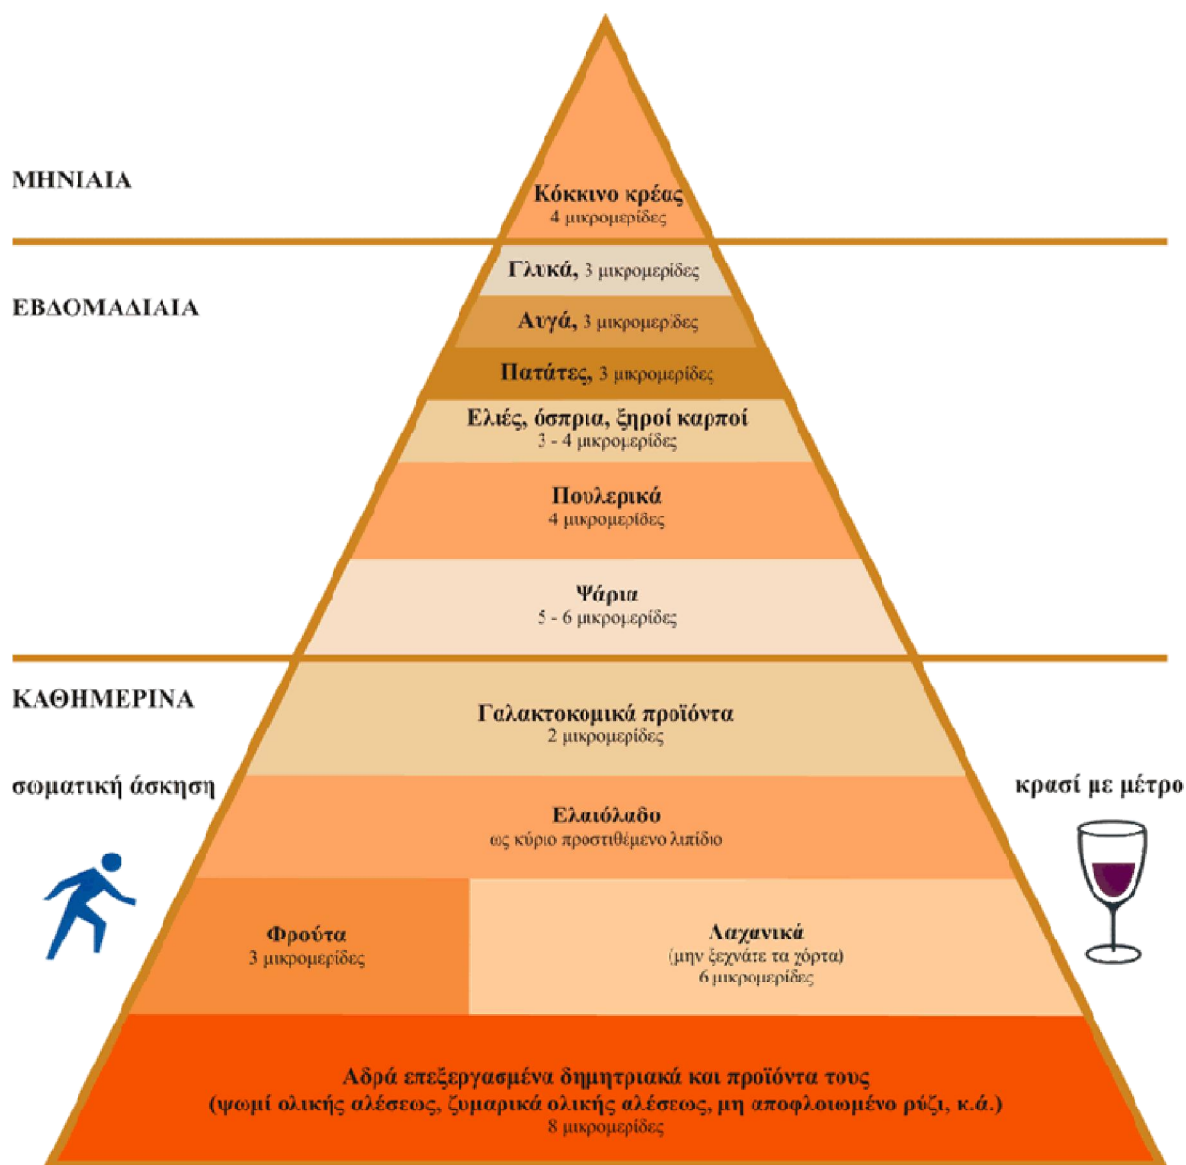 ΜΗΝΙΑΙΑ
Κόκκινο κρέας
4 μικρομερίδες
Γλυκά, 3 μικρομερίδες
ΕΒΔΟΜΑΔΙΑΙΑ
Αυγά, 3 μικρομερίδες
Πατάτες, 3 μικρομερίδες
Ελιές, όσπρια, ξηροί καρποί
3 - 4 μικρομερίδες
Πουλερικά
4 μικρομερίδες
Ψάρια
5 - 6 μικρομερίδες
ΚΑΘΗΜΕΡΙΝΑ
Γαλακτοκομικά προϊόντα
2 μικρομερίδες
σωματική άσκηση
κρασί με μέτρο
Ελαιόλαδο
ως κύριο προστιθέμενο λιπίδιο
Φρούτα
3 μικρομερίδες
Λαχανικά
(μην ξεχνάτε τα χόρτα)
6 μικρομερίδες
Αδρά επεξεργασμένα δημητριακά και προϊόντα τους
(ψωμί ολικής αλέσεως, ζυμαρικά ολικής αλέσεως, μη αποφλοιωμένο ρύζι, κ.ά.)
8 μικρομερίδες